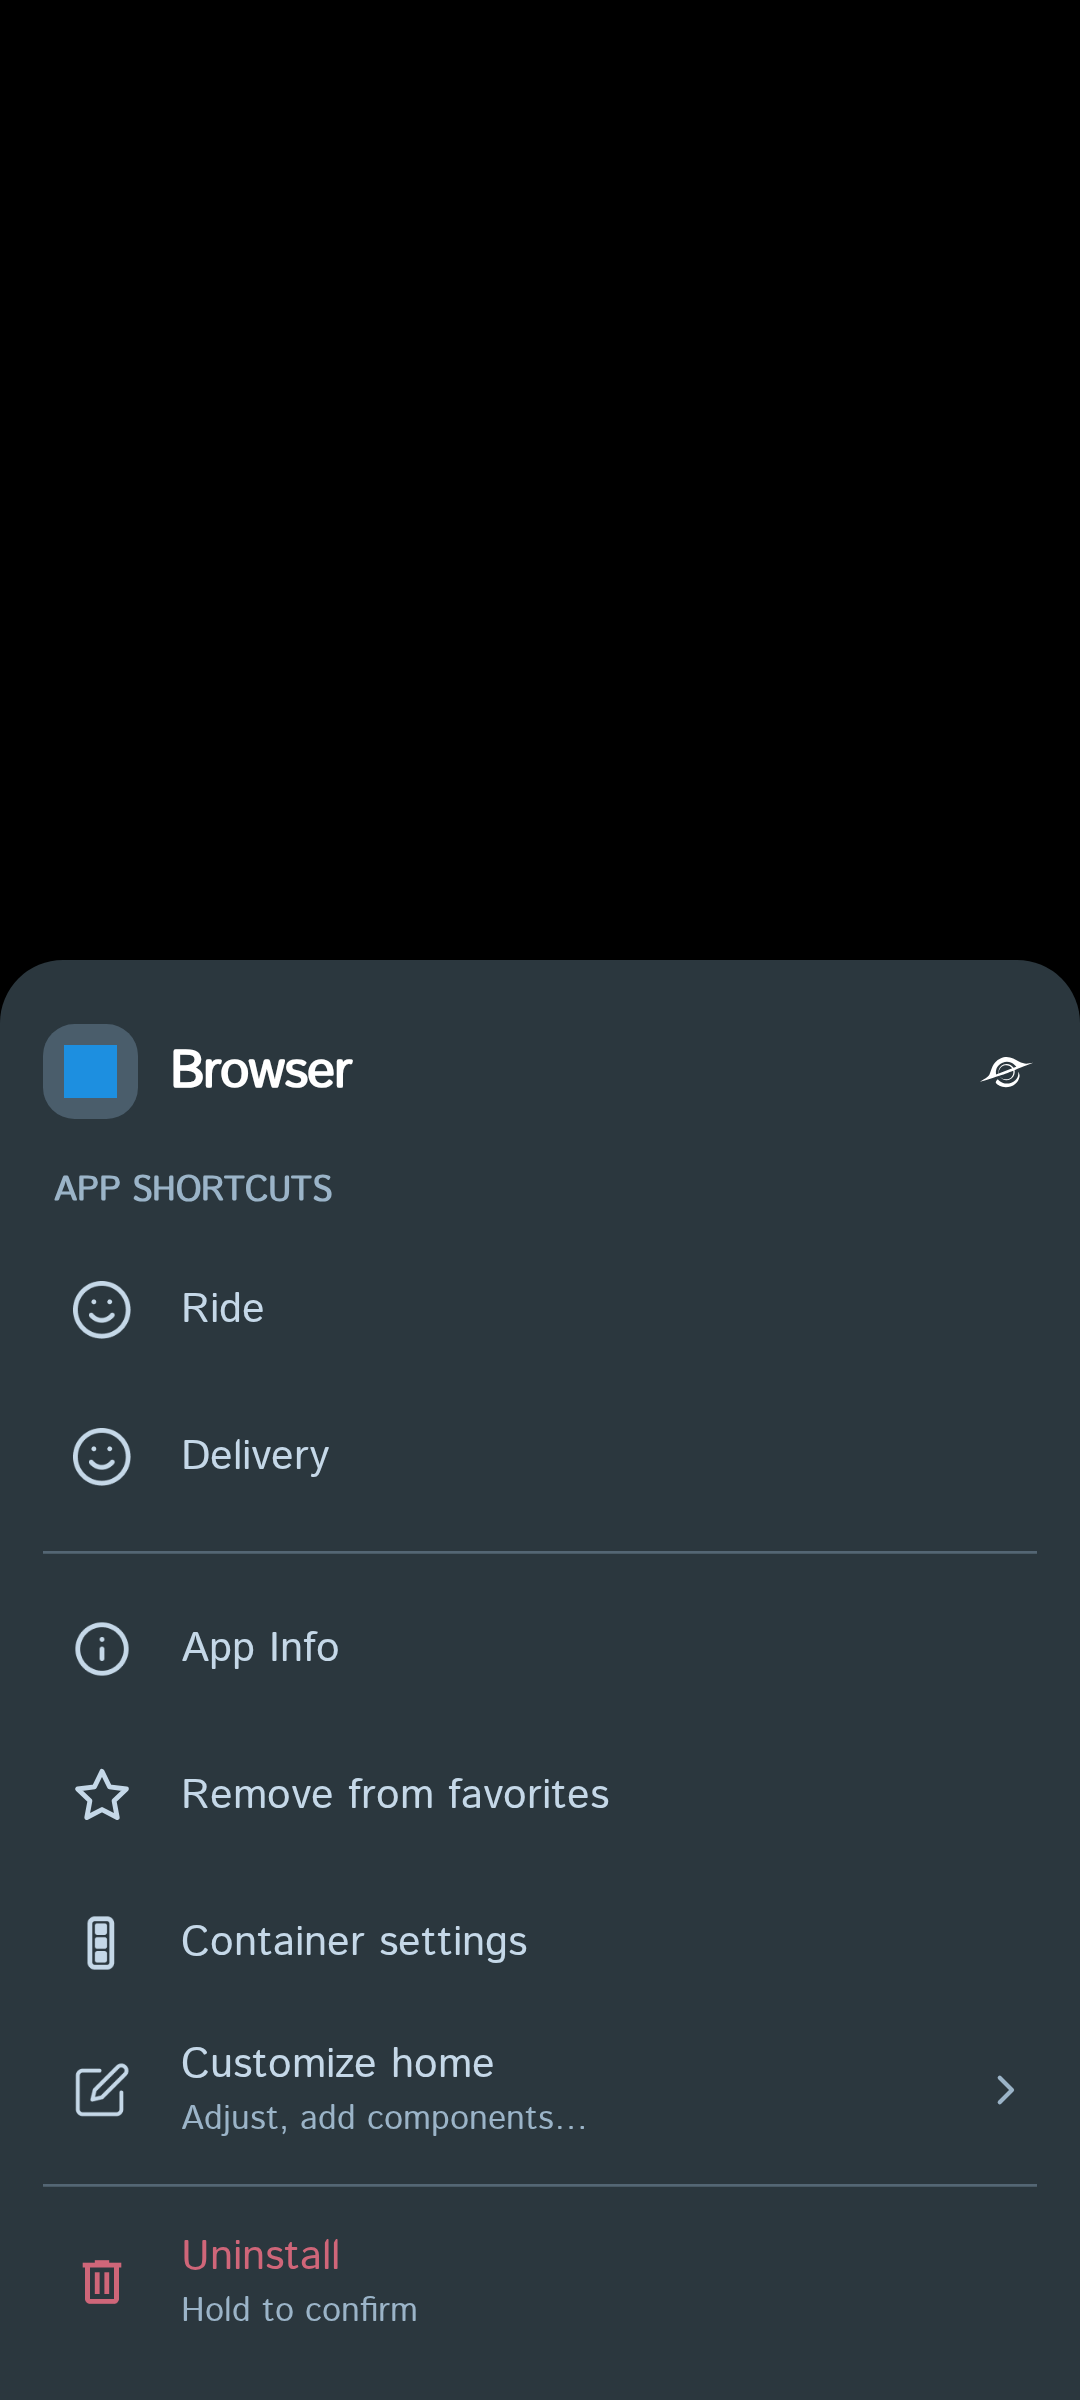 Browser
APP SHORTCUTS
Ride
Delivery
App Info
Remove from favorites
Container settings
Customize home
Adjust, add components...
Uninstall
Hold to confirm